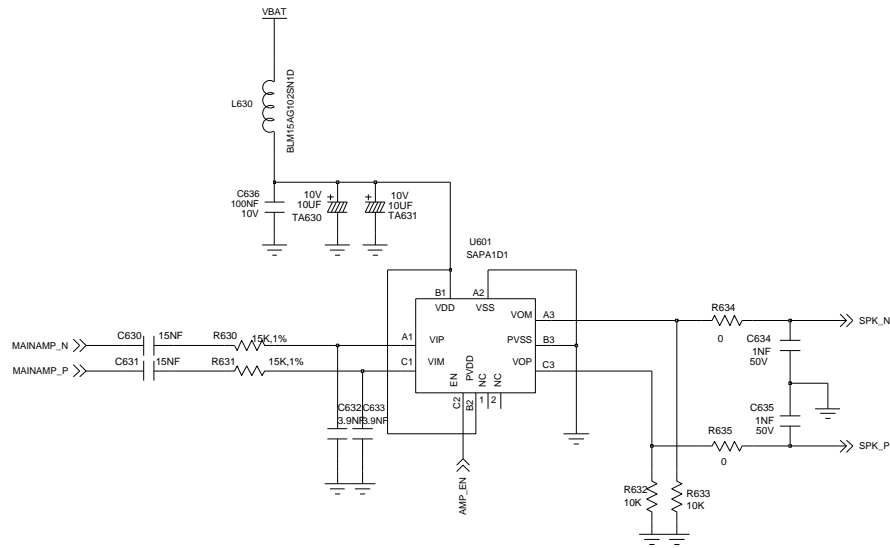 VBAT
L630
BLM15AG102SN1D
C636
100NF
10V
10V
10UF
TA630
10V
10UF
TA631
U601
SAPA1D1
B1
A2
VDD
VSS
VOM
A3
R634
0
SPK_N
MAINAMP_N
C630
15NF
R630
15K,1%
A1
VIP
PVSS
B3
C634
1NF
50V
MAINAMP_P
C631
15NF
R631
15K,1%
C1
VIM
VOP
C3
EN
PVDD
NC
NC
C2
B2
1
2
C632
3.9NF
C633
3.9NF
C635
1NF
50V
R635
0
SPK_P
AMP_EN
R632
10K
R633
10K